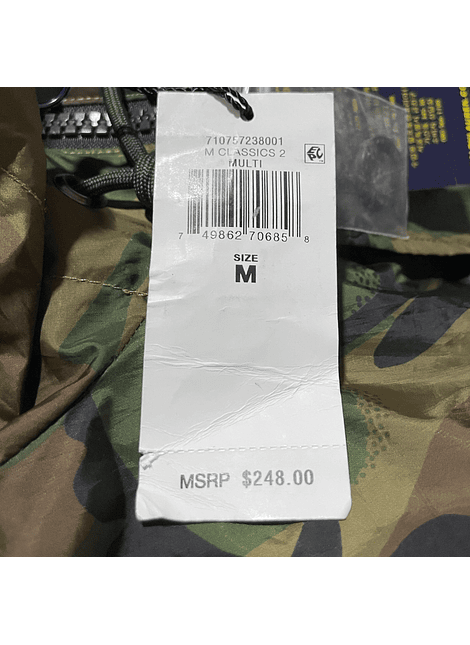 710757238001
M CLASSICS 2
MULTI
7 49862 70685 8
SIZE
M
MSRP $248.00